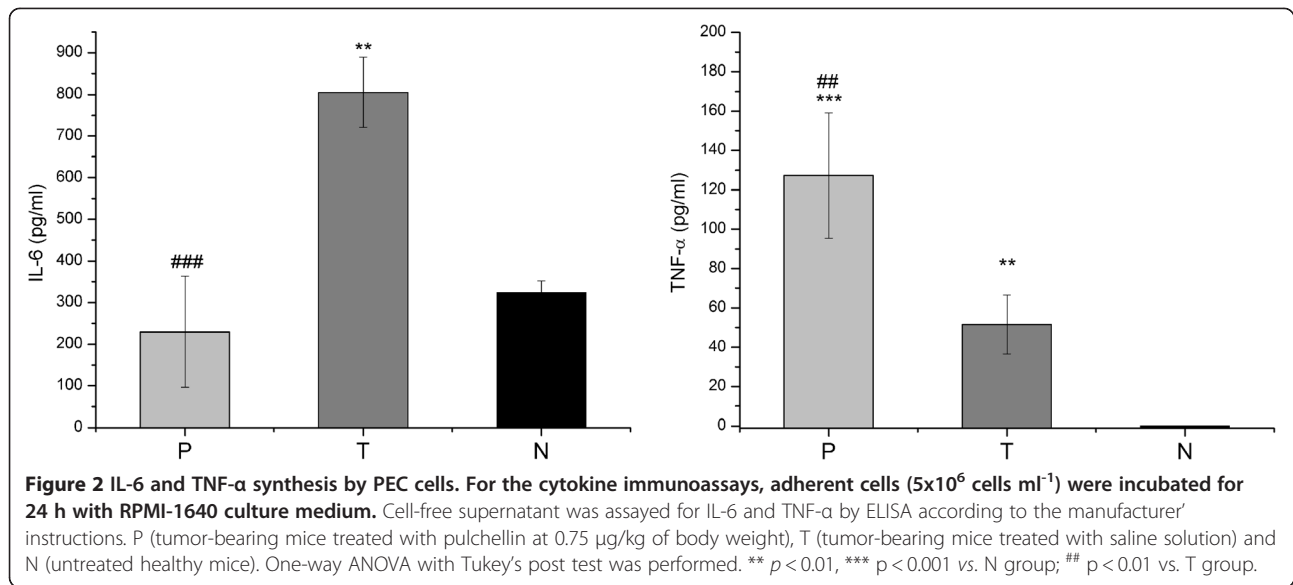 900
800
700
600
500
400
300
200
100
0
IL-6 (pg/ml)
###
**
P
T
N
200
180
160
140
120
100
80
60
40
20
0
TNF-α (pg/ml)
##
***
**
P
T
N
Figure 2 IL-6 and TNF-α synthesis by PEC cells. For the cytokine immunoassays, adherent cells (5x10⁶ cells ml⁻¹) were incubated for
24 h with RPMI-1640 culture medium. Cell-free supernatant was assayed for IL-6 and TNF-α by ELISA according to the manufacturer'
instructions. P (tumor-bearing mice treated with pulchellin at 0.75 μg/kg of body weight), T (tumor-bearing mice treated with saline solution) and
N (untreated healthy mice). One-way ANOVA with Tukey's post test was performed. ** p < 0.01, *** p < 0.001 vs. N group; ## p < 0.01 vs. T group.